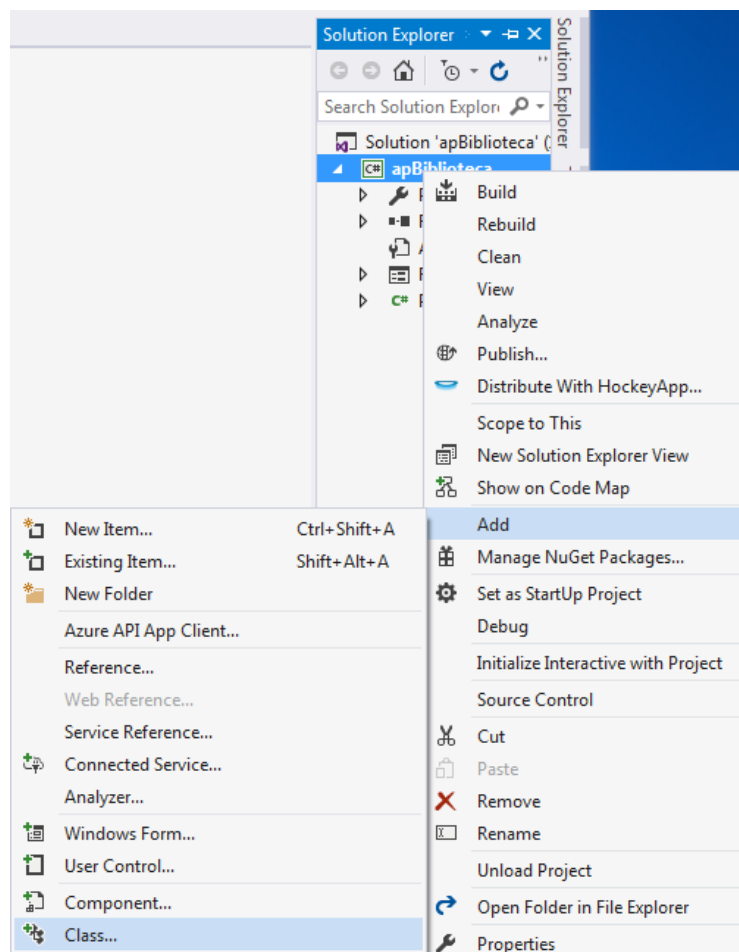 Solution Explorer
Solution Explorer
Search Solution Explor
Solution 'apBiblioteca' (
C# apBiblioteca
C#
Build
Rebuild
Clean
View
Analyze
Publish...
Distribute With HockeyApp...
Scope to This
New Solution Explorer View
Show on Code Map
Add
Manage NuGet Packages...
Set as StartUp Project
Debug
Initialize Interactive with Project
Source Control
Cut
Paste
Remove
Rename
Unload Project
Open Folder in File Explorer
Properties
New Item... Ctrl+Shift+A
Existing Item... Shift+Alt+A
New Folder
Azure API App Client...
Reference...
Web Reference...
Service Reference...
Connected Service...
Analyzer...
Windows Form...
User Control...
Component...
Class...